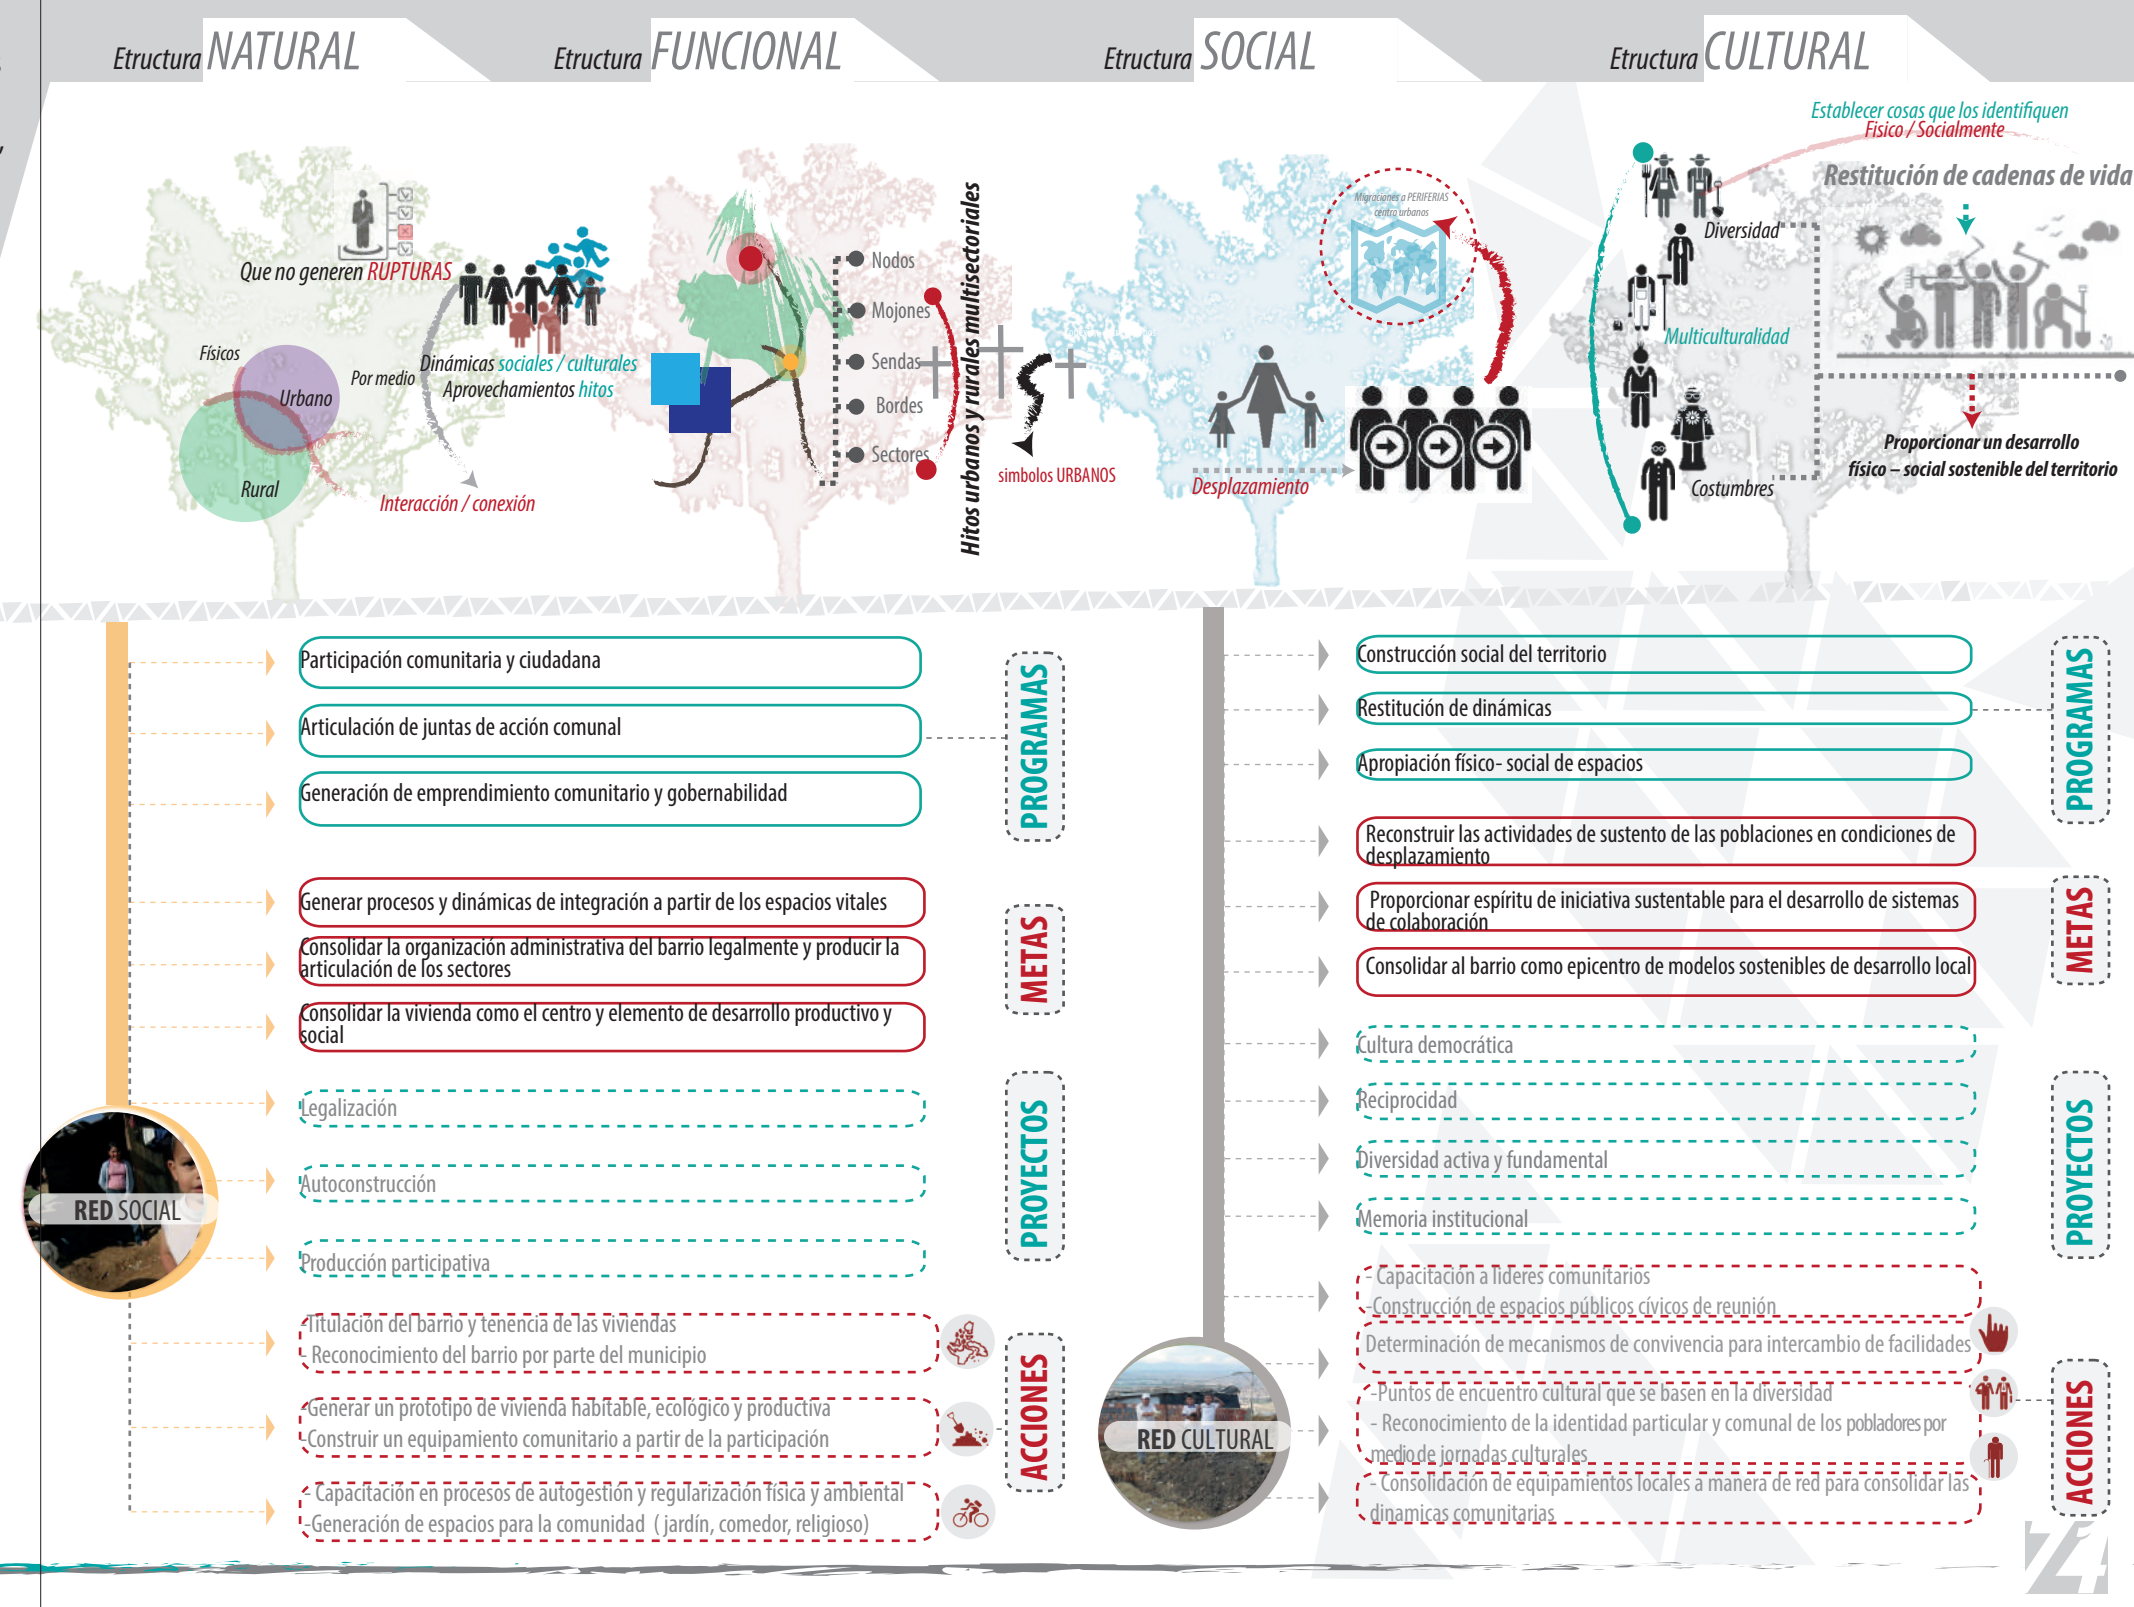 Etructura NATURAL
Etructura FUNCIONAL
Etructura SOCIAL
Etructura CULTURAL
Que no generen RUPTURAS
Físicos
Urbano
Rural
Por medio
Dinámicas sociales / culturales
Aprovechamientos hitos
Interacción / conexión
Nodos
Mojones
Sendas
Bordes
Sectores
Hitos urbanos y rurales multisectoriales
simbolos URBANOS
Migraciones a PERIFERIAS
centro urbanos
Desplazamiento
Establecer cosas que los identifiquen
Fisico / Socialmente
Restitución de cadenas de vida
Diversidad
Multiculturalidad
Costumbres
Proporcionar un desarrollo
físico – social sostenible del territorio
RED SOCIAL
Participación comunitaria y ciudadana
Articulación de juntas de acción comunal
Generación de emprendimiento comunitario y gobernabilidad
PROGRAMAS
Generar procesos y dinámicas de integración a partir de los espacios vitales
Consolidar la organización administrativa del barrio legalmente y producir la
articulación de los sectores
Consolidar la vivienda como el centro y elemento de desarrollo productivo y
social
METAS
Legalización
Autoconstrucción
Producción participativa
PROYECTOS
-Titulación del barrio y tenencia de las viviendas
- Reconocimiento del barrio por parte del municipio
-Generar un prototipo de vivienda habitable, ecológico y productiva
-Construir un equipamiento comunitario a partir de la participación
- Capacitación en procesos de autogestión y regularización física y ambiental
-Generación de espacios para la comunidad ( jardín, comedor, religioso)
ACCIONES
RED CULTURAL
Construcción social del territorio
Restitución de dinámicas
Apropiación físico- social de espacios
PROGRAMAS
Reconstruir las actividades de sustento de las poblaciones en condiciones de
desplazamiento
Proporcionar espíritu de iniciativa sustentable para el desarrollo de sistemas
de colaboración
Consolidar al barrio como epicentro de modelos sostenibles de desarrollo local
METAS
Cultura democrática
Reciprocidad
Diversidad activa y fundamental
Memoria institucional
PROYECTOS
- Capacitación a lideres comunitarios
-Construcción de espacios públicos cívicos de reunión
Determinación de mecanismos de convivencia para intercambio de facilidades
-Puntos de encuentro cultural que se basen en la diversidad
- Reconocimiento de la identidad particular y comunal de los pobladores por
medio de jornadas culturales
- Consolidación de equipamientos locales a manera de red para consolidar las
dinamicas comunitarias
ACCIONES
74